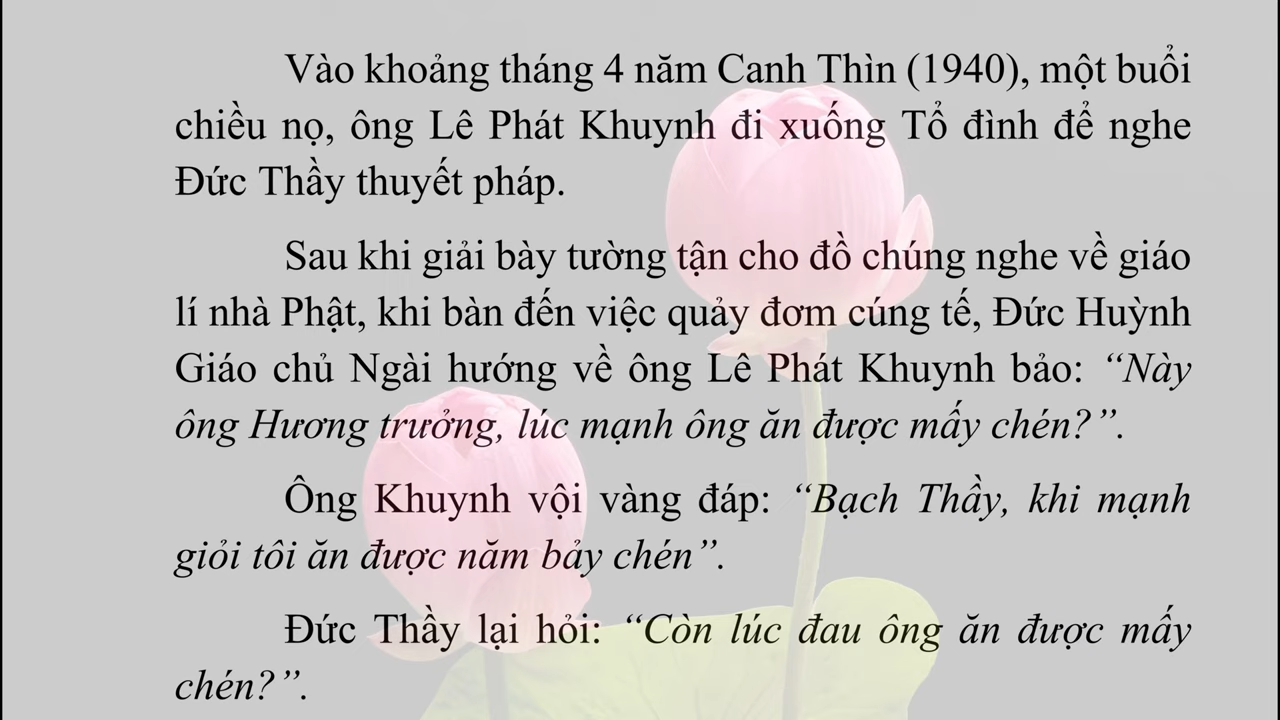 Vào khoảng tháng 4 năm Canh Thìn (1940), một buổi
chiều nọ, ông Lê Phát Khuynh đi xuống Tổ đình để nghe
Đức Thầy thuyết pháp.
Sau khi giải bày tường tận cho đồ chúng nghe về giáo
lí nhà Phật, khi bàn đến việc quảy đơm cúng tế, Đức Huỳnh
Giáo chủ Ngài hướng về ông Lê Phát Khuynh bảo: “Này
ông Hương trưởng, lúc mạnh ông ăn được mấy chén?”.
Ông Khuynh vội vàng đáp: “Bạch Thầy, khi mạnh
giỏi tôi ăn được năm bảy chén”.
Đức Thầy lại hỏi: “Còn lúc đau ông ăn được mấy
chén?”.